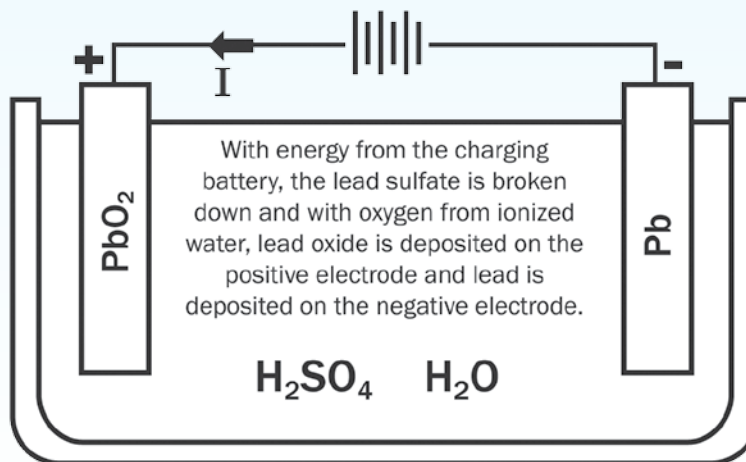 +
-
I
With energy from the charging
battery, the lead sulfate is broken
down and with oxygen from ionized
water, lead oxide is deposited on the
positive electrode and lead is
deposited on the negative electrode.
PbO₂
Pb
H₂SO₄ H₂O